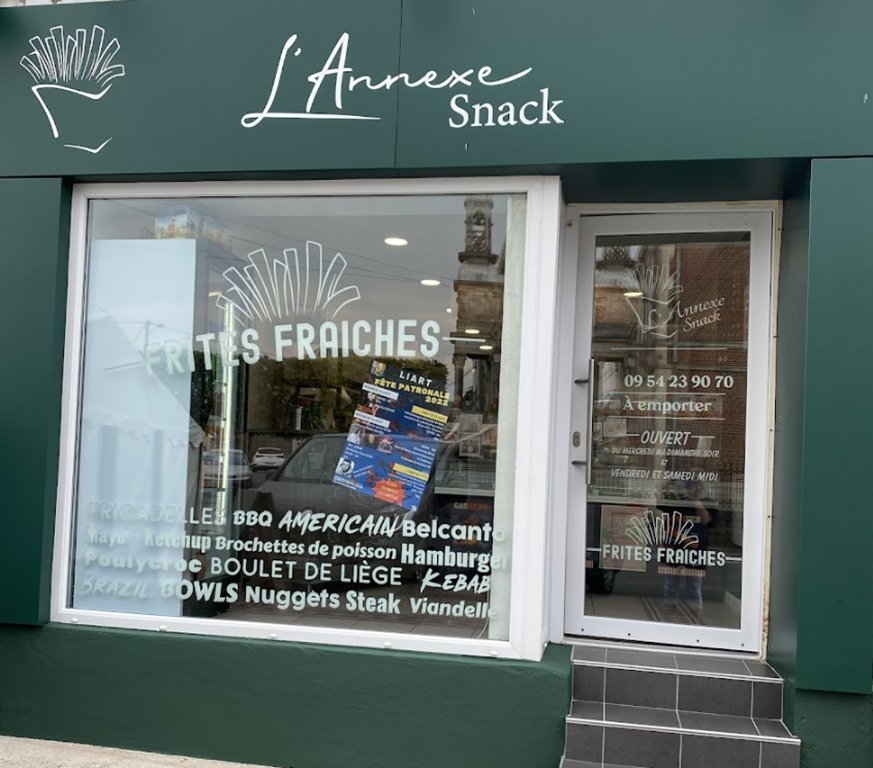 L'Annexe
Snack
FRITES FRAICHES
LIART
FÊTE PATRONALE
2022
FRICADELLES BBQ AMERICAIN Belcanto
Mayo Ketchup Brochettes de poisson Hamburger
Poulycroc BOULET DE LIÈGE KEBAB
BRAZIL BOWLS Nuggets Steak Viandelle
L'Annexe
Snack
09 54 23 90 70
À emporter
OUVERT
DU MERCREDI AU DIMANCHE SOIR
ET
VENDREDI ET SAMEDI MIDI
FRITES FRAICHES